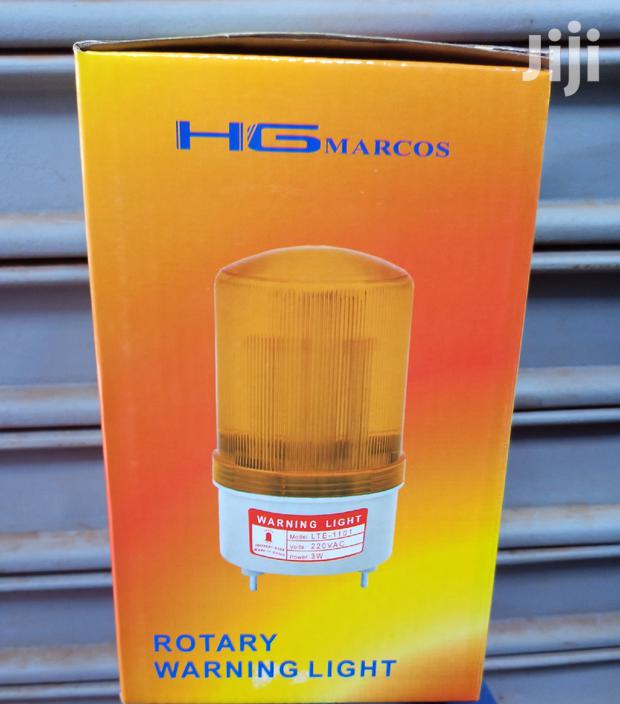 Jiji
HG MARCOS
WARNING LIGHT
Model: LTE-1101
Volts: 220VAC
Power: 3W
ROTARY
WARNING LIGHT